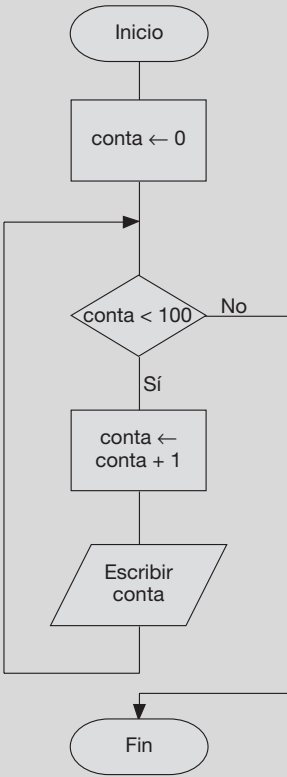 Inicio
conta ← 0
conta < 100
No
Sí
conta ←
conta + 1
Escribir
conta
Fin